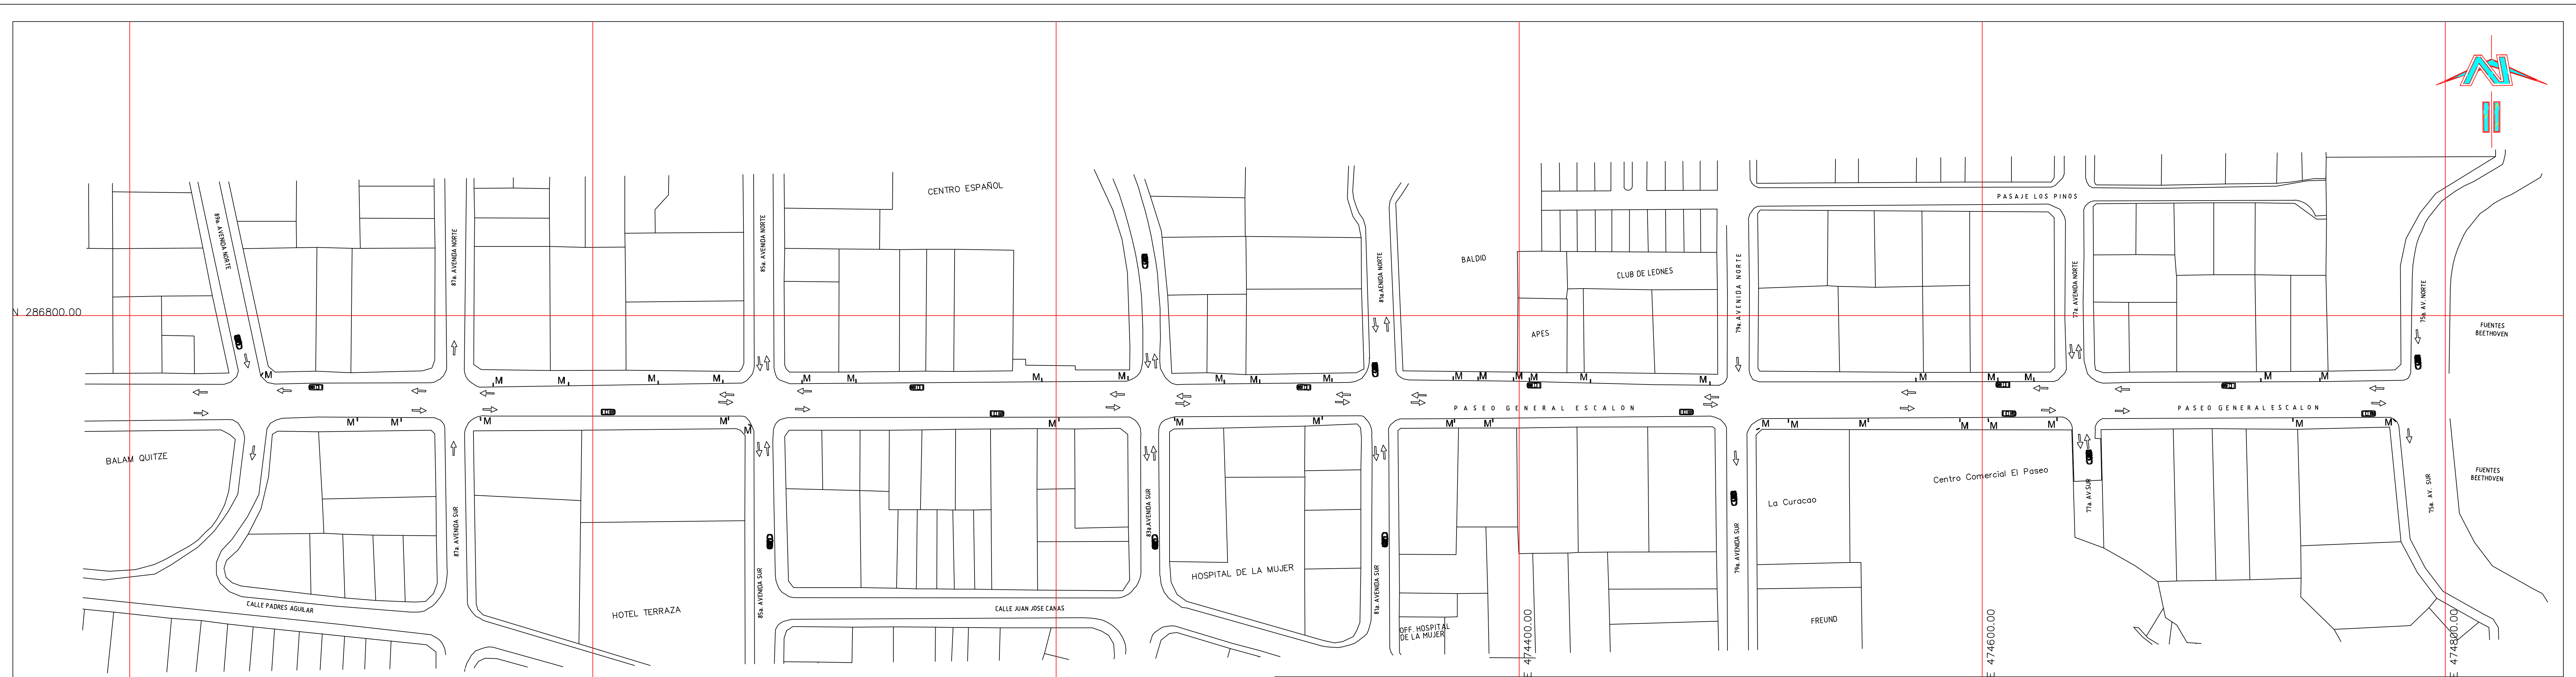 CENTRO ESPAÑOL
PASAJE LOS PINOS
89a. AVENIDA NORTE
87a. AVENIDA NORTE
85a. AVENIDA NORTE
81a. AENIDA NORTE
BALDIO
CLUB DE LEONES
79a. AVENIDA NORTE
77a. AVENIDA NORTE
75a. AV. NORTE
N 286800.00
APES
FUENTES
BEETHOVEN
M M M M M M M M M M M M M M M M M M M M M M M M M
PASEO GENERAL ESCALON
PASEO GENERAL ESCALON
M M M M M M M M M M M M M M M M M M M
BALAM QUITZE
Centro Comercial El Paseo
La Curacao
FUENTES
BEETHOVEN
87a. AVENIDA SUR
83a. AVENIDA SUR
77a. AV.SUR
75a. AV. SUR
79a. AVENIDA SUR
HOSPITAL DE LA MUJER
85a. AVENIDA SUR
81a. AVENIDA SUR
CALLE PADRES AGUILAR
HOTEL TERRAZA
CALLE JUAN JOSE CANAS
OFF. HOSPITAL
DE LA MUJER
FREUND
474400.00
474600.00
474800.00